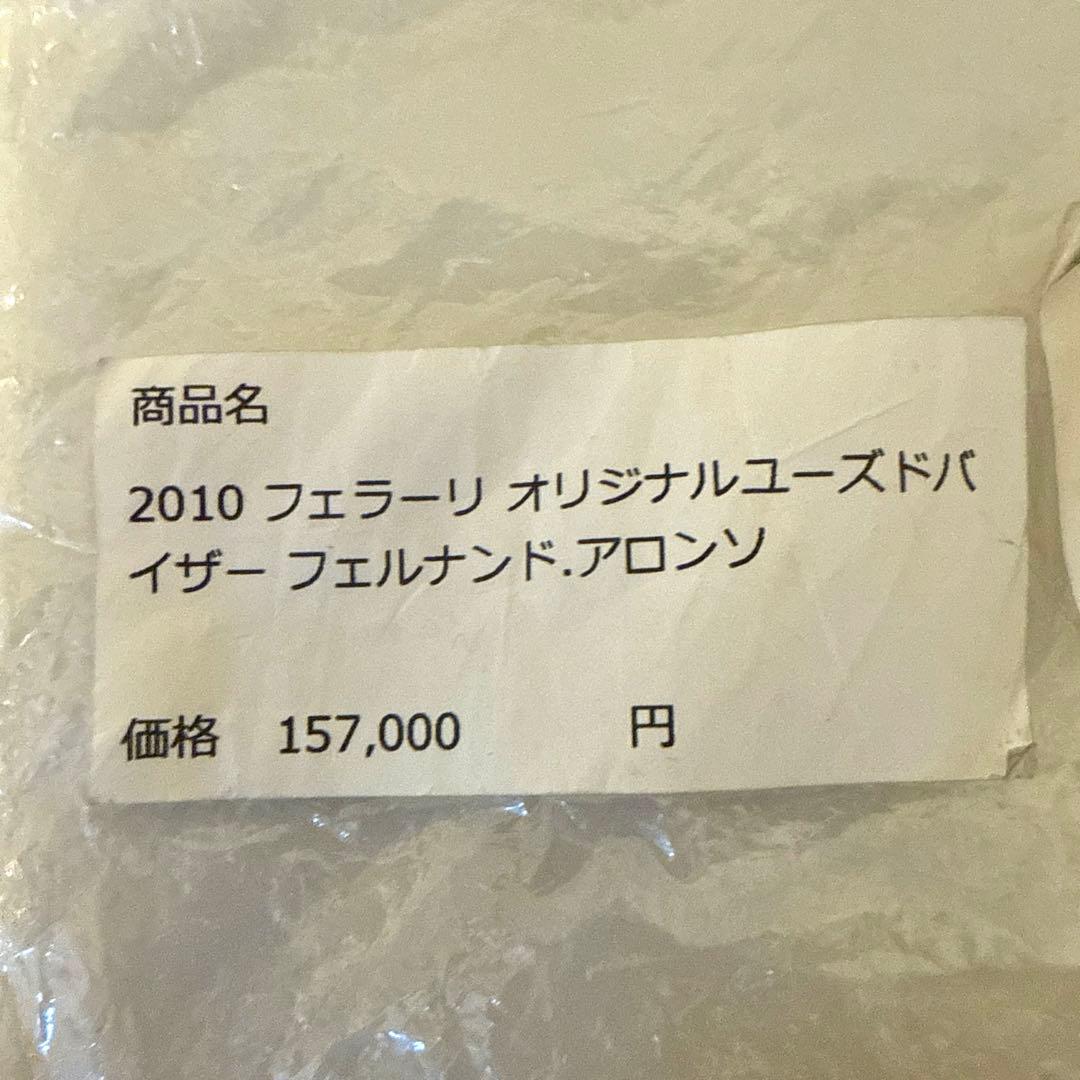 商品名
2010 フェラーリ オリジナルユーズドバ
イザー フェルナンド.アロンソ
価格 157,000 円